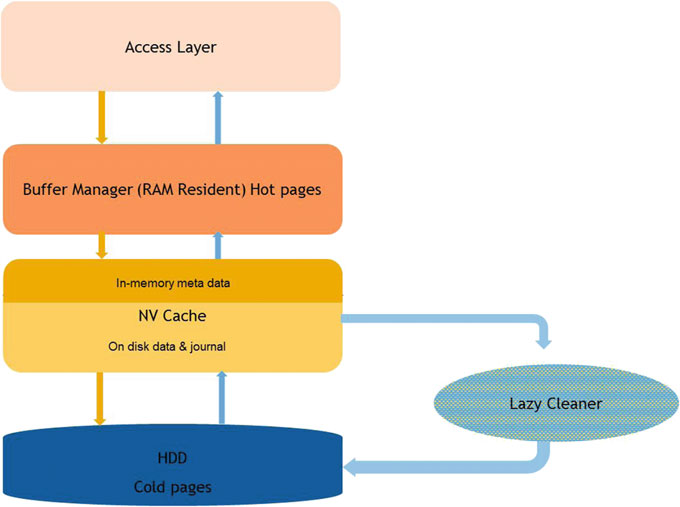 Access Layer
Buffer Manager (RAM Resident) Hot pages
In-memory meta data
NV Cache
On disk data & journal
Lazy Cleaner
HDD
Cold pages